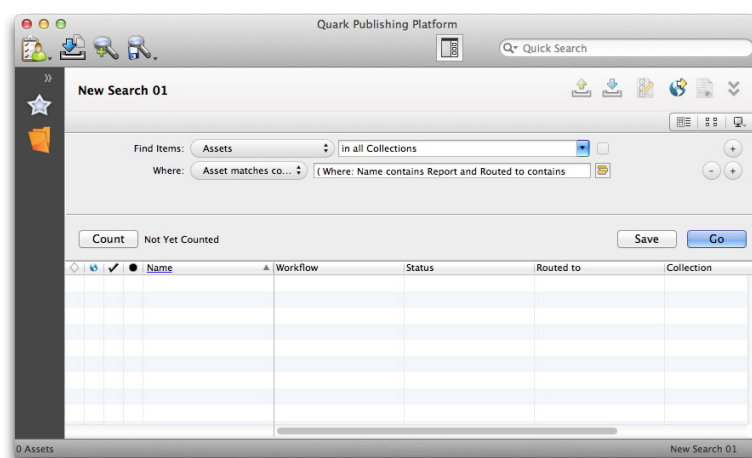 Quark Publishing Platform
Quick Search
New Search 01
Find Items: Assets in all Collections
Where: Asset matches co... ( Where: Name contains Report and Routed to contains
Count Not Yet Counted Save Go
Name Workflow Status Routed to Collection
0 Assets New Search 01